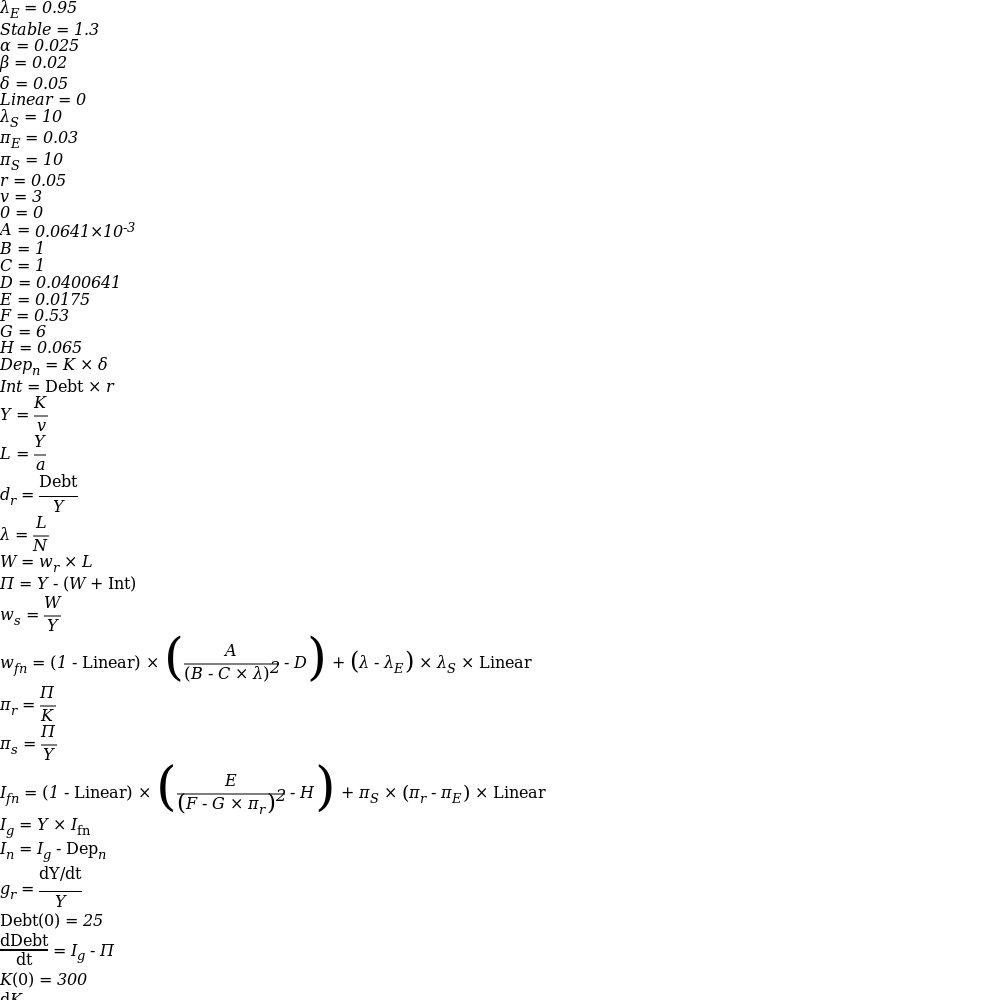 λ_E = 0.95
Stable = 1.3
α = 0.025
β = 0.02
δ = 0.05
Linear = 0
λ_S = 10
π_E = 0.03
π_S = 10
r = 0.05
v = 3
0 = 0
A = 0.0641×10^-3
B = 1
C = 1
D = 0.0400641
E = 0.0175
F = 0.53
G = 6
H = 0.065
Dep_n = K × δ
Int = Debt × r
Y = K / v
L = Y / a
d_r = Debt / Y
λ = L / N
W = w_r × L
Π = Y - (W + Int)
w_s = W / Y
w_fn = (1 - Linear) × (A / (B - C × λ)^2 - D) + (λ - λ_E) × λ_S × Linear
π_r = Π / K
π_s = Π / Y
I_fn = (1 - Linear) × (E / (F - G × π_r)^2 - H) + π_S × (π_r - π_E) × Linear
I_g = Y × I_fn
I_n = I_g - Dep_n
g_r = dY/dt / Y
Debt(0) = 25
dDebt / dt = I_g - Π
K(0) = 300
dK